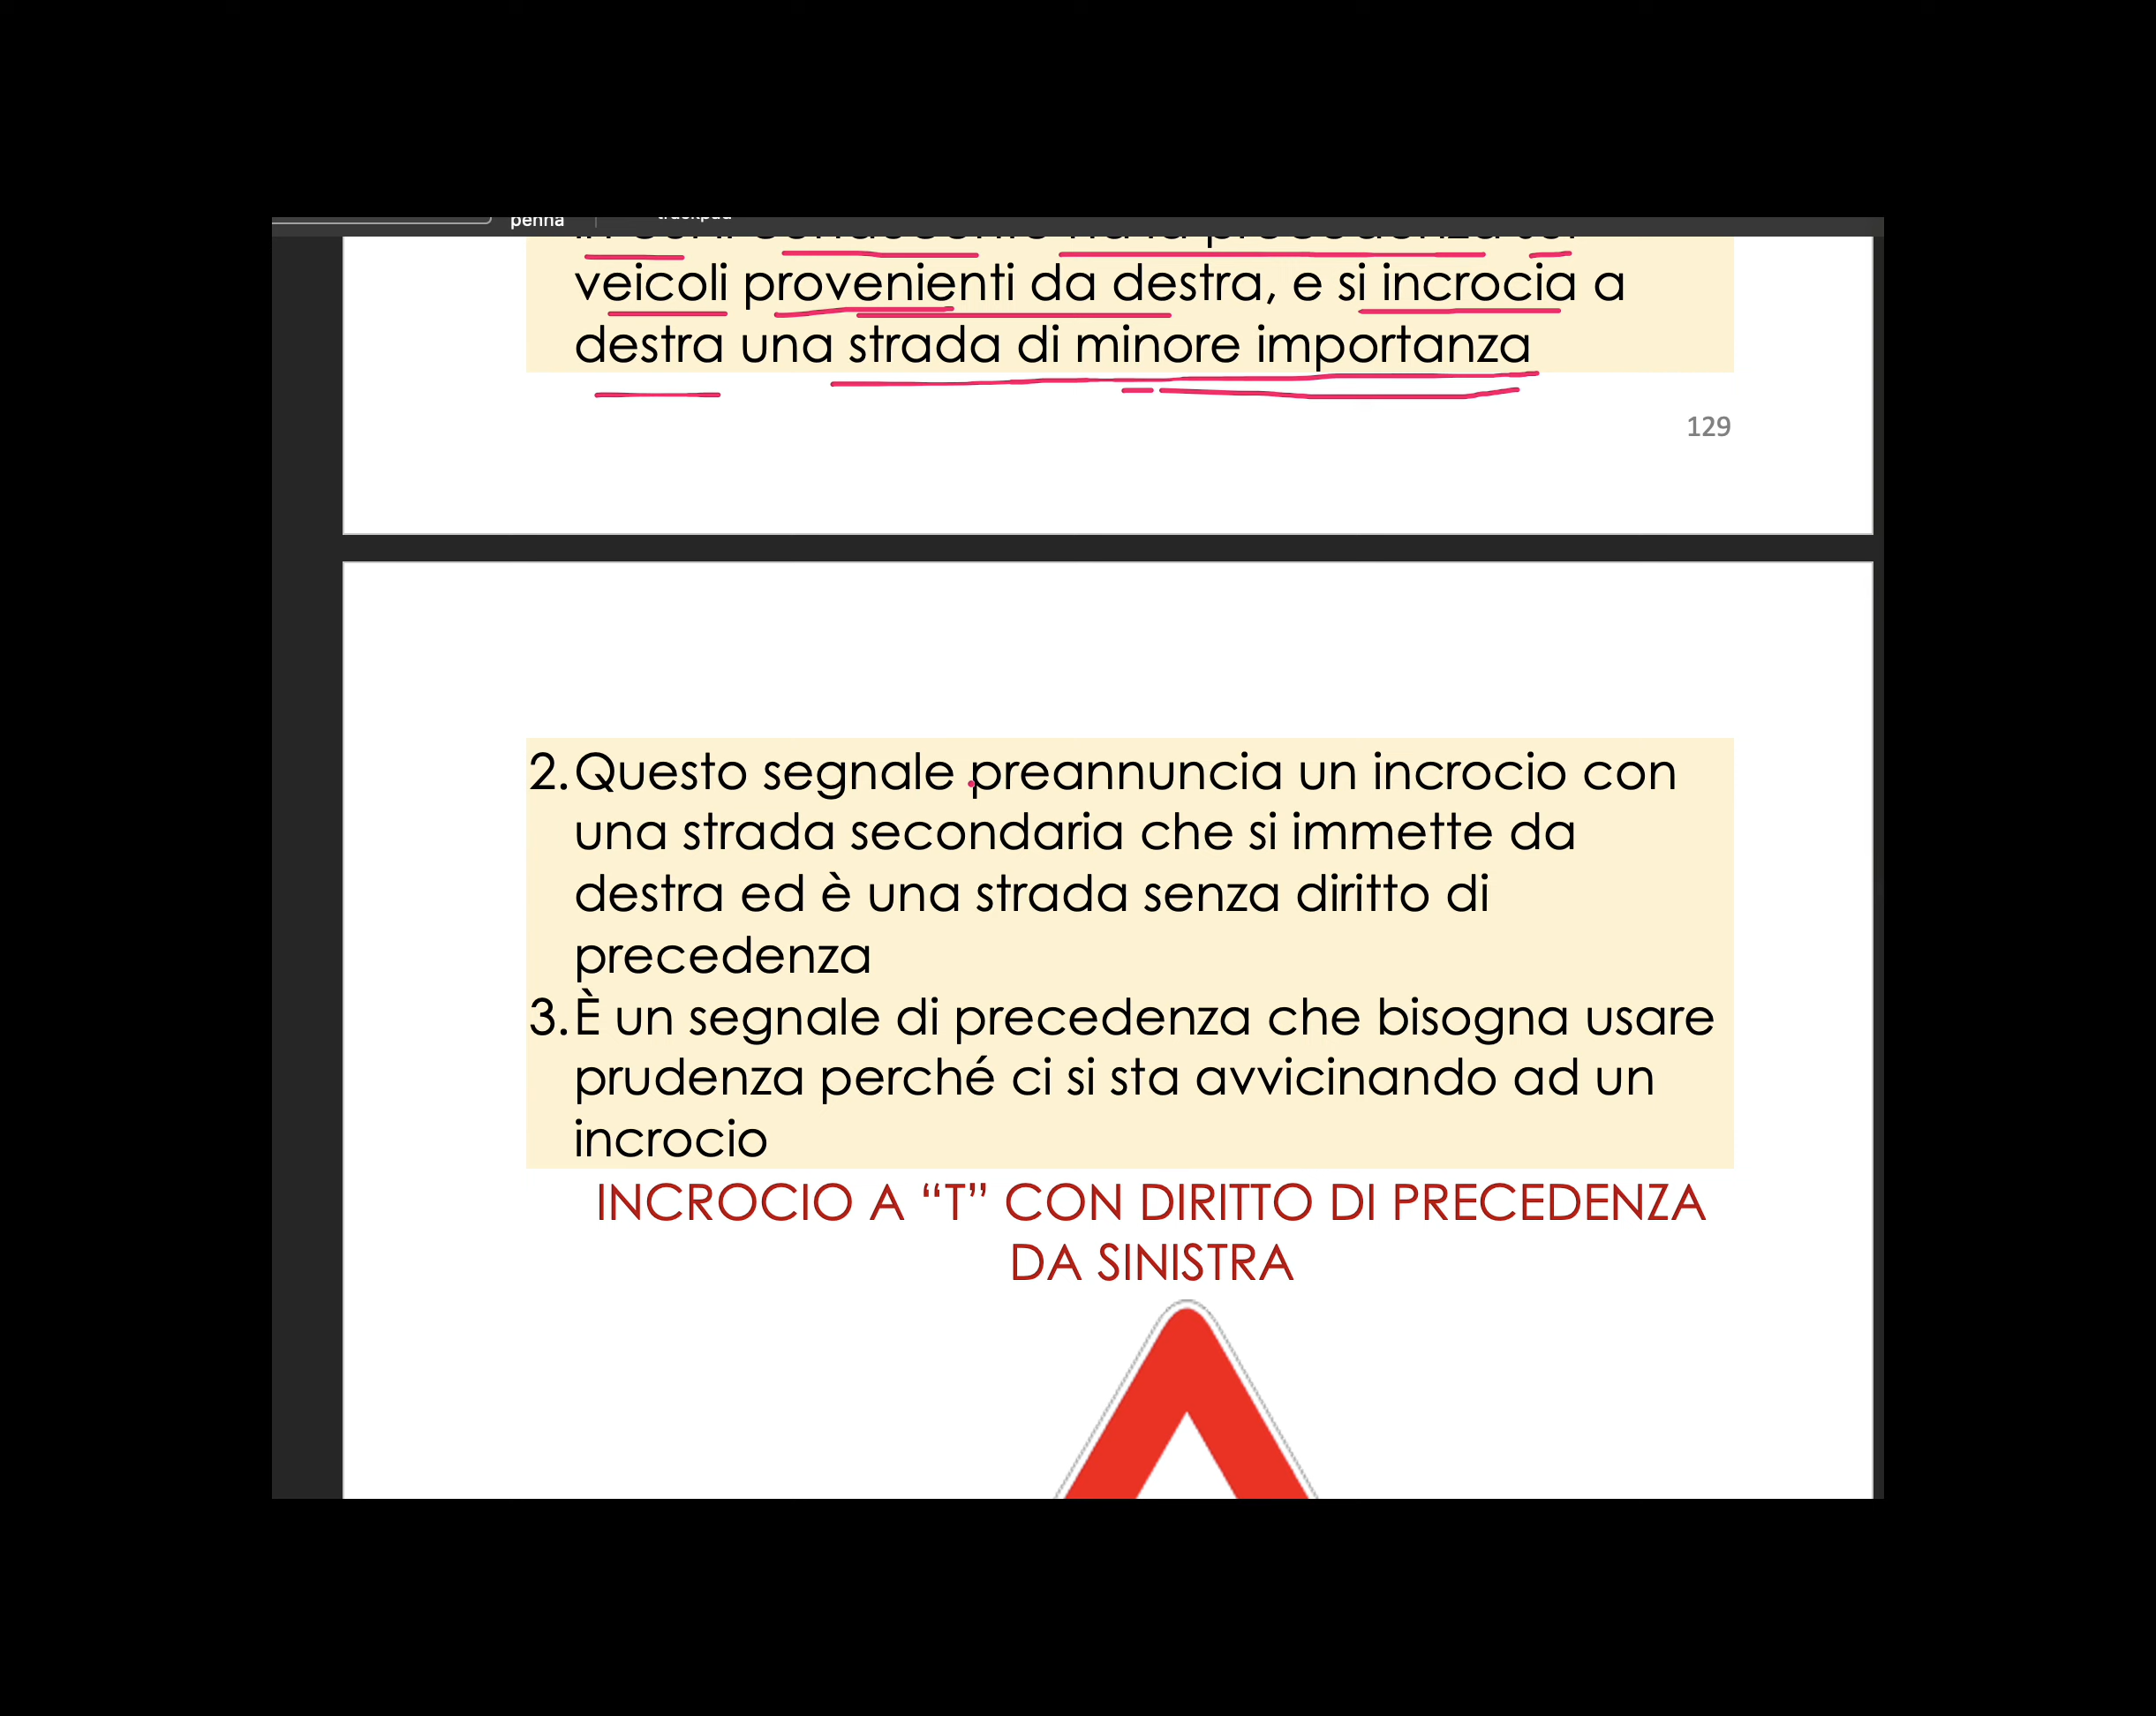 penna
veicoli provenienti da destra, e si incrocia a
destra una strada di minore importanza
129
2. Questo segnale preannuncia un incrocio con
una strada secondaria che si immette da
destra ed è una strada senza diritto di
precedenza
3. È un segnale di precedenza che bisogna usare
prudenza perché ci si sta avvicinando ad un
incrocio
INCROCIO A “T” CON DIRITTO DI PRECEDENZA
DA SINISTRA